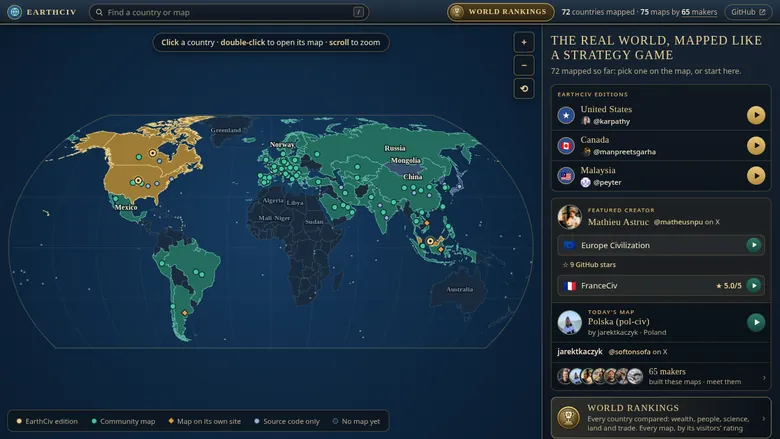 EARTHCIV
Find a country or map
/
WORLD RANKINGS
72 countries mapped · 75 maps by 65 makers
GitHub
Click a country · double-click to open its map · scroll to zoom
+
−
Greenland
Norway
Russia
Mongolia
China
Mexico
Algeria
Libya
Mali
Niger
Sudan
Australia
EarthCiv edition
Community map
Map on its own site
Source code only
No map yet
THE REAL WORLD, MAPPED LIKE
A STRATEGY GAME
72 mapped so far: pick one on the map, or start here.
EARTHCIV EDITIONS
United States
@karpathy
Canada
@manpreetsgarha
Malaysia
@peyter
FEATURED CREATOR
Mathieu Astruc @matheusnpu on X
Europe Civilization
☆ 9 GitHub stars
FranceCiv
★ 5.0/5
TODAY'S MAP
Polska (pol-civ)
by jarektkaczyk · Poland
jarektkaczyk @softonsofa on X
65 makers
built these maps · meet them
WORLD RANKINGS
Every country compared: wealth, people, science,
land and trade. Every map, by its visitors' rating